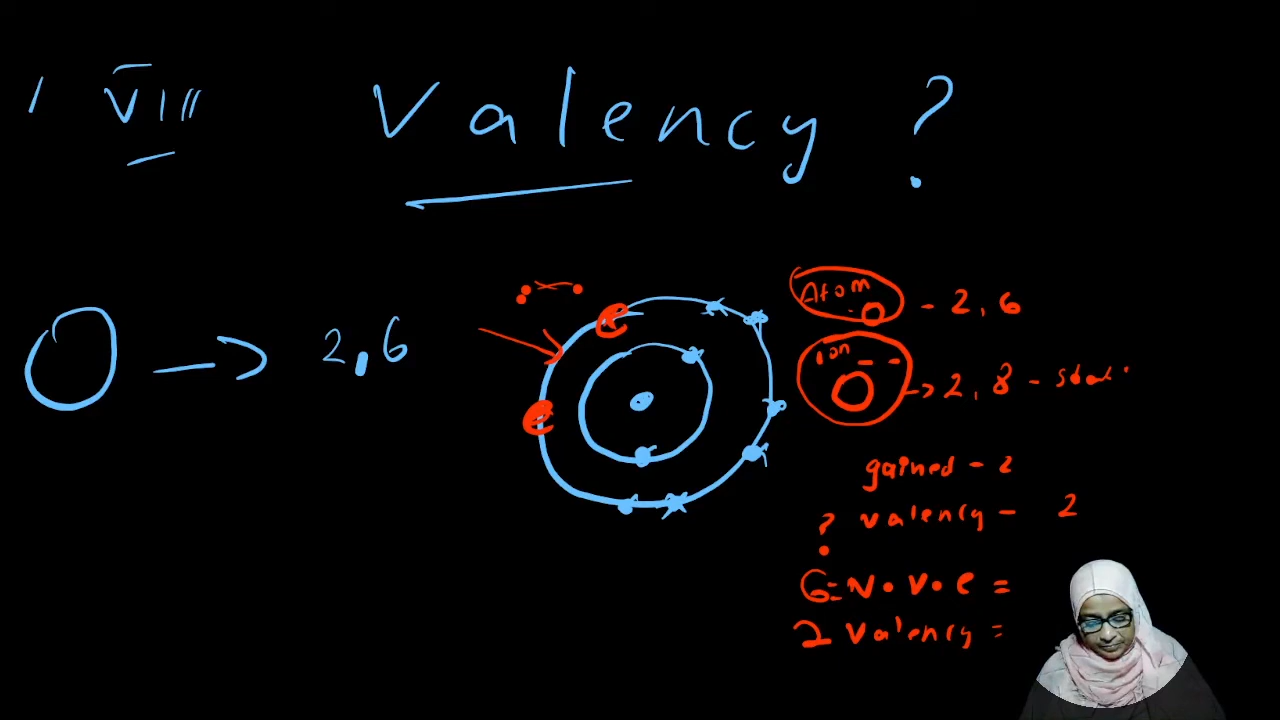 I VIII
Valency ?
O → 2,6
e
e
Atom O - 2,6
ion O - - → 2,8 -
gained - 2
? valency - 2
6 = N.V.e =
2 valency =